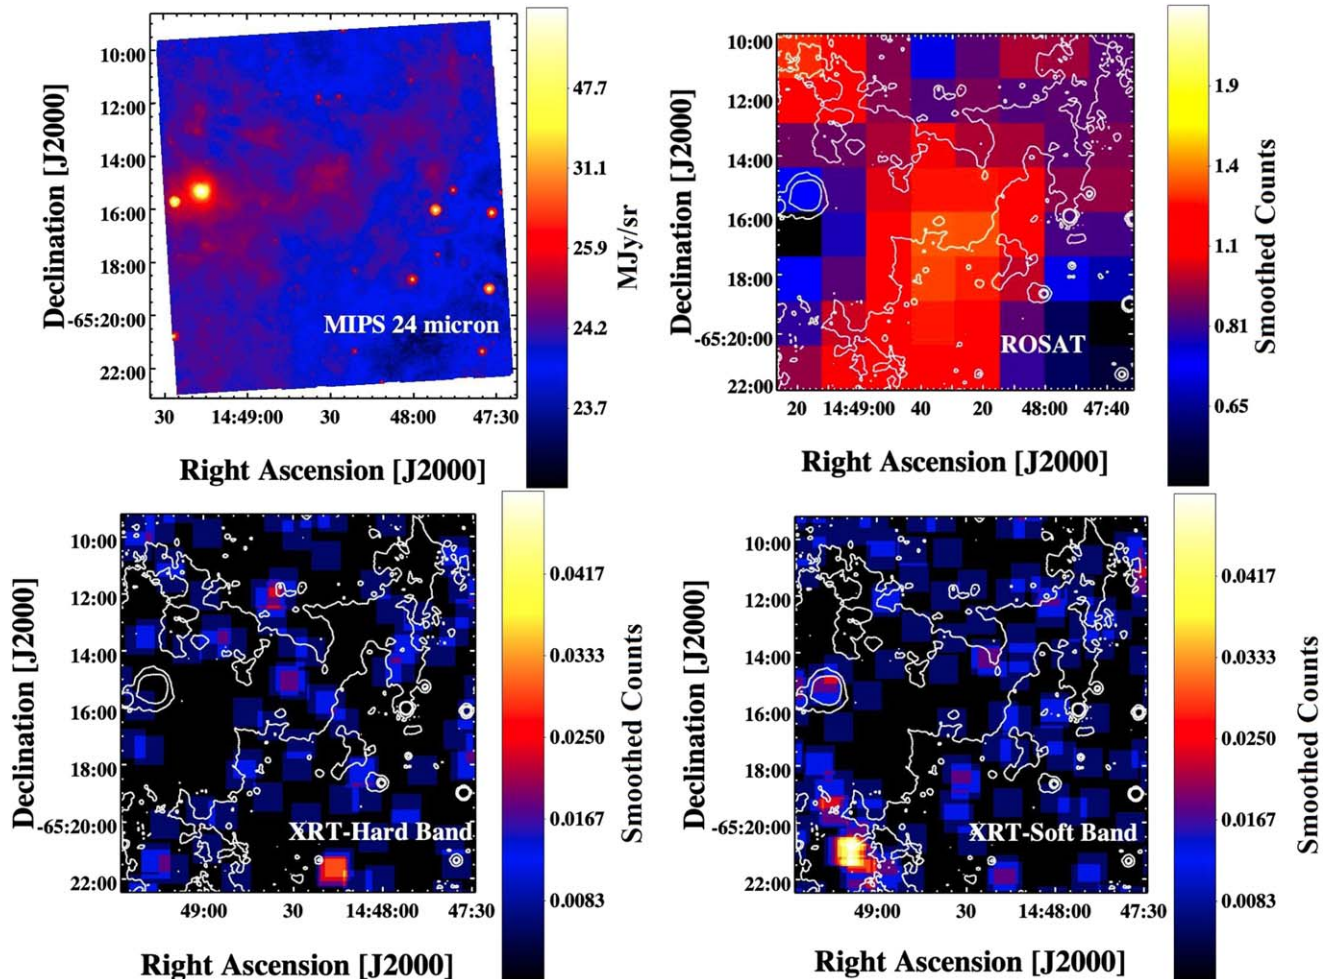 10:00
12:00
14:00
16:00
18:00
-65:20:00
22:00
Declination [J2000]
MIPS 24 micron
30 14:49:00 30 48:00 47:30
Right Ascension [J2000]
47.7
31.1
25.9
24.2
23.7
MJy/sr
10:00
12:00
14:00
16:00
18:00
-65:20:00
22:00
Declination [J2000]
ROSAT
20 14:49:00 40 20 48:00 47:40
Right Ascension [J2000]
1.9
1.4
1.1
0.81
0.65
Smoothed Counts
10:00
12:00
14:00
16:00
18:00
-65:20:00
22:00
Declination [J2000]
XRT-Hard Band
49:00 30 14:48:00 47:30
Right Ascension [J2000]
0.0417
0.0333
0.0250
0.0167
0.0083
Smoothed Counts
10:00
12:00
14:00
16:00
18:00
-65:20:00
22:00
Declination [J2000]
XRT-Soft Band
49:00 30 14:48:00 47:30
Right Ascension [J2000]
0.0417
0.0333
0.0250
0.0167
0.0083
Smoothed Counts